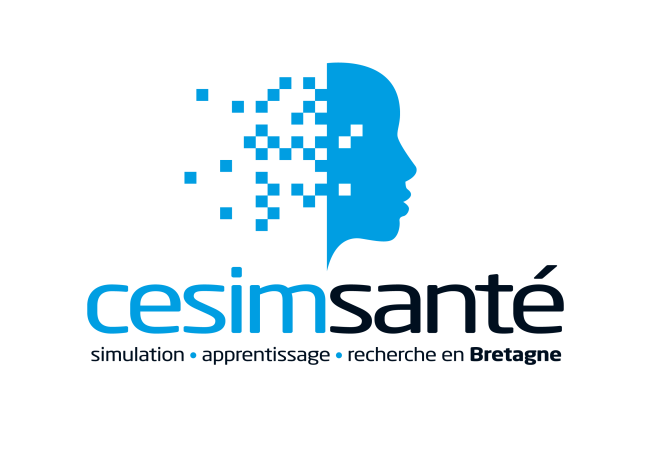 cesimsanté
simulation • apprentissage • recherche en Bretagne